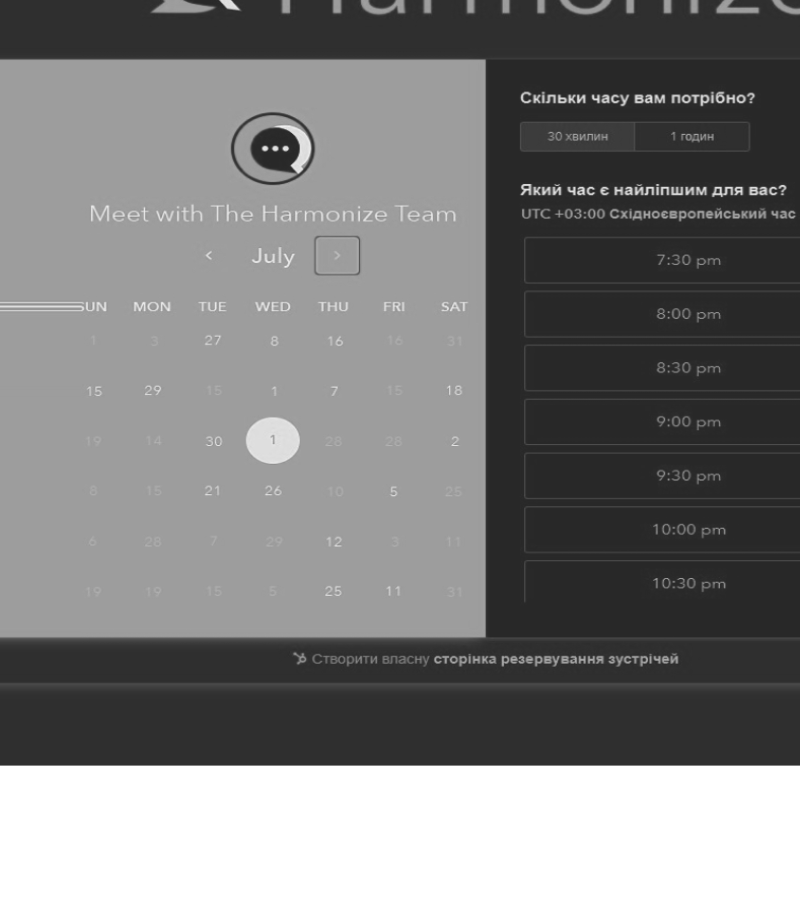 Harmonize
Meet with The Harmonize Team
July
SUN MON TUE WED THU FRI SAT
1 3 27 8 16 16 31
15 29 15 1 7 15 18
19 14 30 1 28 28 2
8 15 21 26 10 5 25
6 28 7 29 12 3 11
19 19 15 5 25 11 31
Скільки часу вам потрібно?
30 хвилин 1 годин
Який час є найліпшим для вас?
UTC +03:00 Східноєвропейський час
7:30 pm
8:00 pm
8:30 pm
9:00 pm
9:30 pm
10:00 pm
10:30 pm
Створити власну сторінка резервування зустрічей